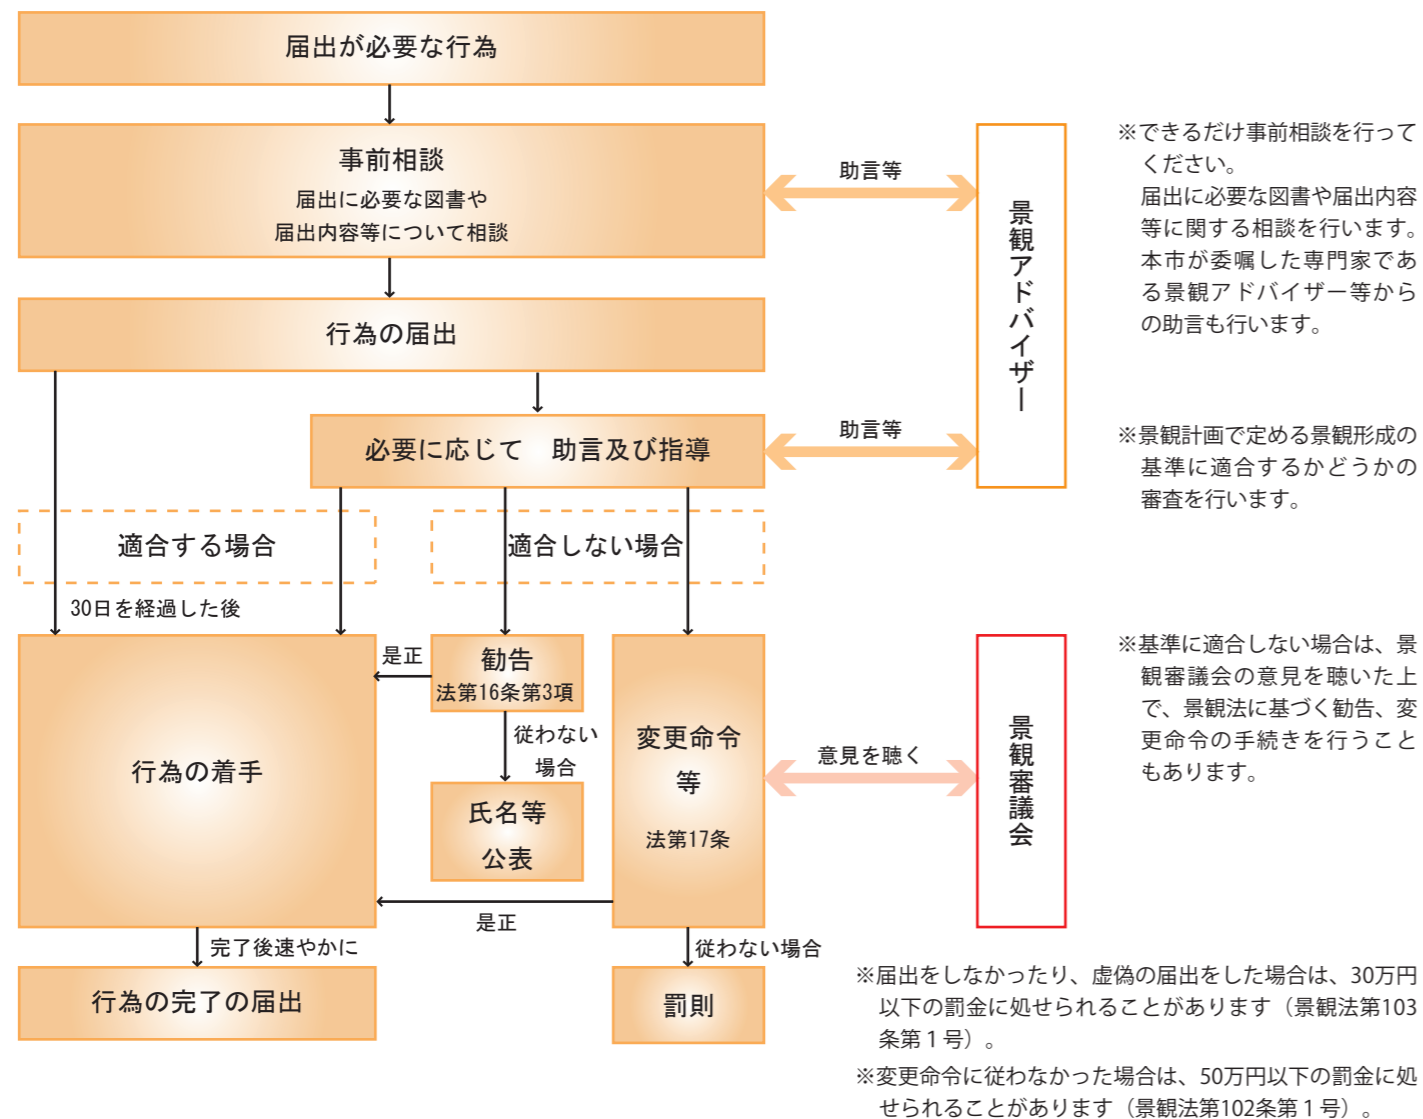 届出が必要な行為
事前相談
届出に必要な図書や
届出内容等について相談
助言等
景観アドバイザー
※できるだけ事前相談を行って
ください。
届出に必要な図書や届出内容
等に関する相談を行います。
本市が委嘱した専門家であ
る景観アドバイザー等から
の助言も行います。
行為の届出
必要に応じて　助言及び指導
助言等
※景観計画で定める景観形成の
基準に適合するかどうかの
審査を行います。
適合する場合
適合しない場合
30日を経過した後
行為の着手
是正
勧告
法第16条第3項
従わない
場合
氏名等
公表
変更命令
等
法第17条
意見を聴く
景観審議会
※基準に適合しない場合は、景
観審議会の意見を聴いた上
で、景観法に基づく勧告、変
更命令の手続きを行うこと
もあります。
是正
完了後速やかに
従わない場合
行為の完了の届出
罰則
※届出をしなかったり、虚偽の届出をした場合は、30万円
以下の罰金に処せられることがあります（景観法第103
条第１号）。
※変更命令に従わなかった場合は、50万円以下の罰金に処
せられることがあります（景観法第102条第１号）。